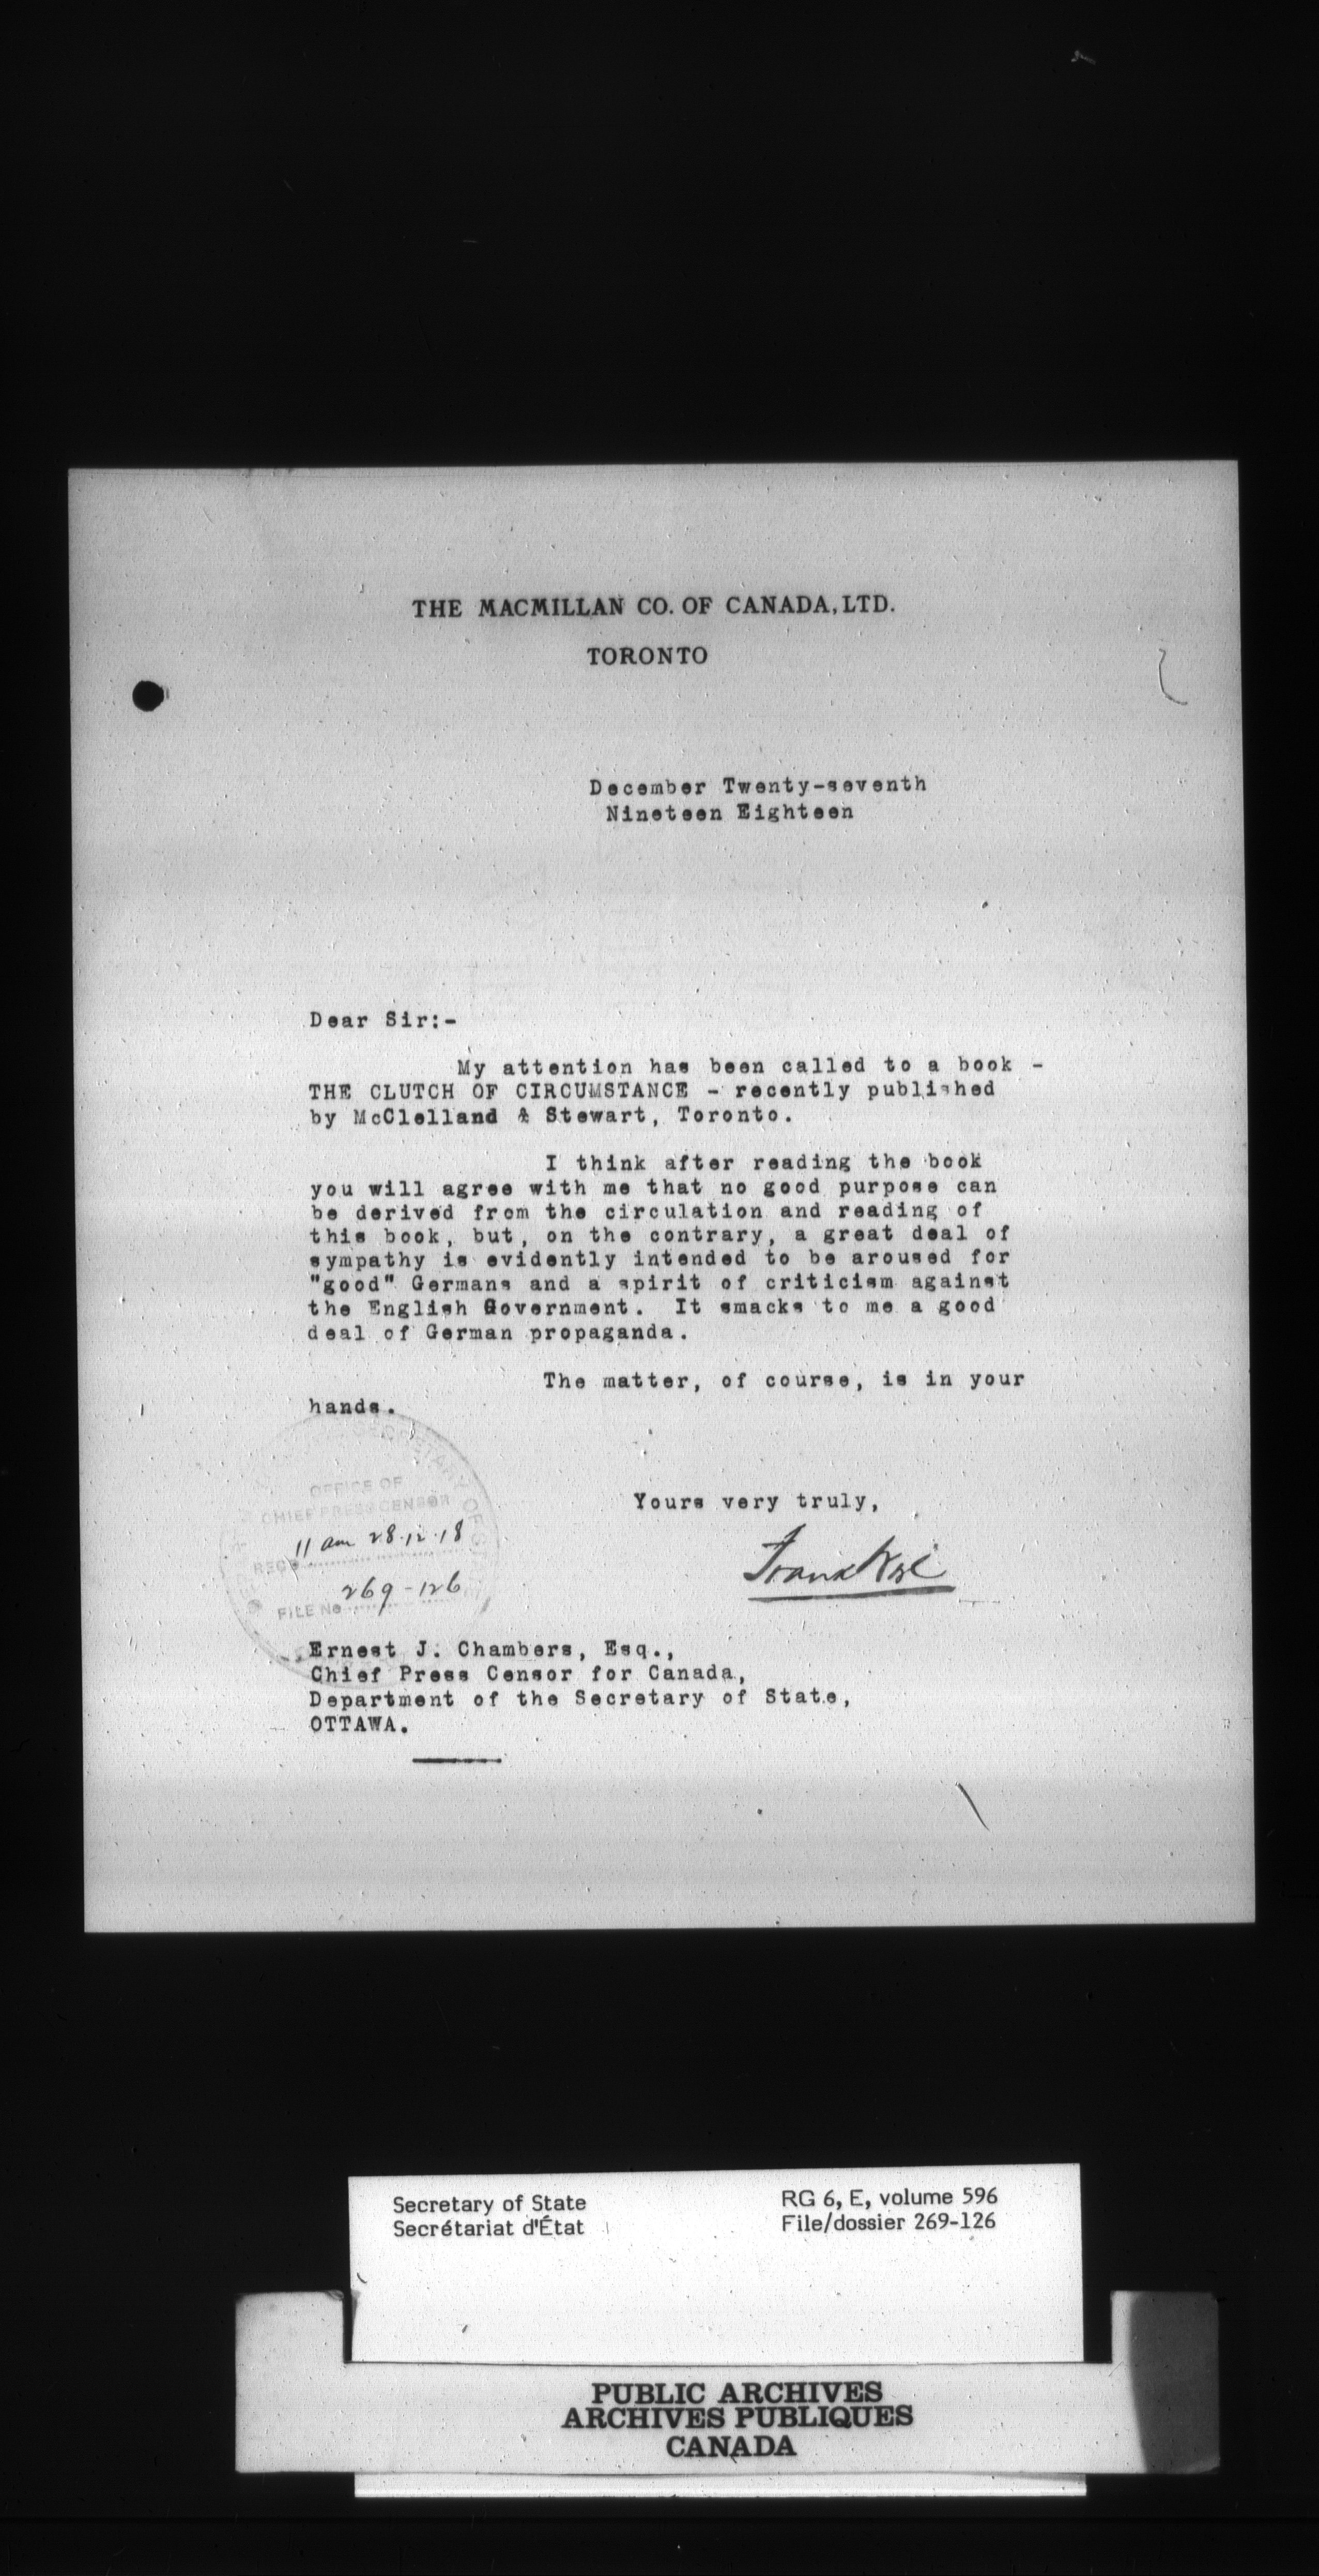 THE MACMILLAN CO. OF CANADA, LTD.
TORONTO
December Twenty-seventh
Nineteen Eighteen
Dear Sir:-
My attention has been called to a book -
THE CLUTCH OF CIRCUMSTANCE - recently published
by McClelland & Stewart, Toronto.
I think after reading the book
you will agree with me that no good purpose can
be derived from the circulation and reading of
this book, but, on the contrary, a great deal of
sympathy is evidently intended to be aroused for
"good" Germans and a spirit of criticism against
the English Government. It smacks to me a good
deal of German propaganda.
The matter, of course, is in your
hands.
OFFICE OF
CHIEF PRESS CENSOR
REC'D 11 am 28.12.18
FILE No 269-126
Yours very truly,
Frank Wise
Ernest J. Chambers, Esq.,
Chief Press Censor for Canada,
Department of the Secretary of State,
OTTAWA.
Secretary of State
Secrétariat d'État
RG 6, E, volume 596
File/dossier 269-126
PUBLIC ARCHIVES
ARCHIVES PUBLIQUES
CANADA